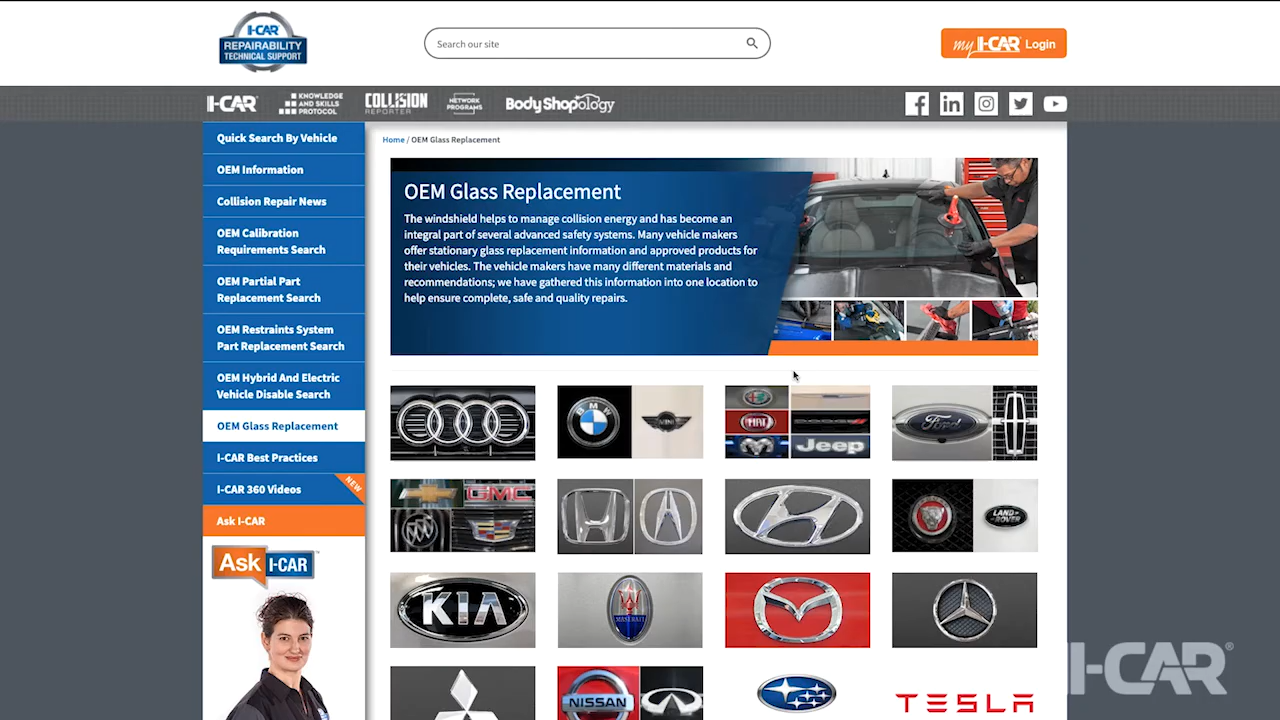 I-CAR
REPAIRABILITY
TECHNICAL SUPPORT
Search our site
my I-CAR Login
I-CAR
KNOWLEDGE
AND SKILLS
PROTOCOL
COLLISION
REPORTER
NETWORK
PROGRAMS
BodyShopology
Quick Search By Vehicle
OEM Information
Collision Repair News
OEM Calibration
Requirements Search
OEM Partial Part
Replacement Search
OEM Restraints System
Part Replacement Search
OEM Hybrid And Electric
Vehicle Disable Search
OEM Glass Replacement
I-CAR Best Practices
I-CAR 360 Videos
NEW
Ask I-CAR
Ask I-CAR
Home / OEM Glass Replacement
OEM Glass Replacement
The windshield helps to manage collision energy and has become an
integral part of several advanced safety systems. Many vehicle makers
offer stationary glass replacement information and approved products for
their vehicles. The vehicle makers have many different materials and
recommendations; we have gathered this information into one location to
help ensure complete, safe and quality repairs.
BMW
MINI
FIAT
DODGE
Jeep
Ford
GMC
LAND ROVER
KIA
MASERATI
NISSAN
TESLA
I-CAR®